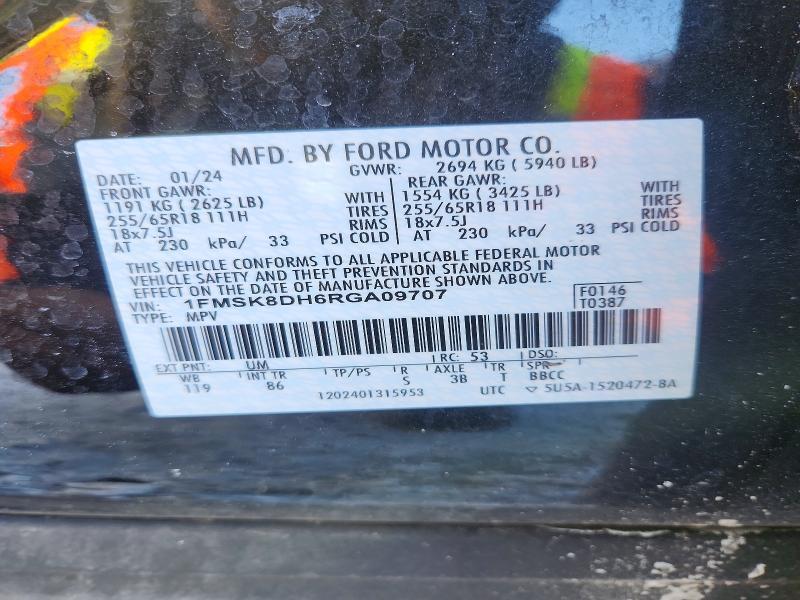 MFD. BY FORD MOTOR CO.
DATE: 01/24 GVWR: 2694 KG ( 5940 LB)
FRONT GAWR: REAR GAWR:
1191 KG ( 2625 LB) WITH 1554 KG ( 3425 LB) WITH
255/65R18 111H TIRES 255/65R18 111H TIRES
18x7.5J RIMS 18x7.5J RIMS
AT 230 kPa/ 33 PSI COLD AT 230 kPa/ 33 PSI COLD
THIS VEHICLE CONFORMS TO ALL APPLICABLE FEDERAL MOTOR
VEHICLE SAFETY AND THEFT PREVENTION STANDARDS IN
EFFECT ON THE DATE OF MANUFACTURE SHOWN ABOVE.
VIN: 1FMSK8DH6RGA09707 F0146
TYPE: MPV T0387
EXT PNT: UM RC: 53 DSO:
WB INT TR TP/PS R AXLE TR SPR
119 86 S 3B T BBCC
1202401315953 UTC ▽ 5U5A-1520472-BA